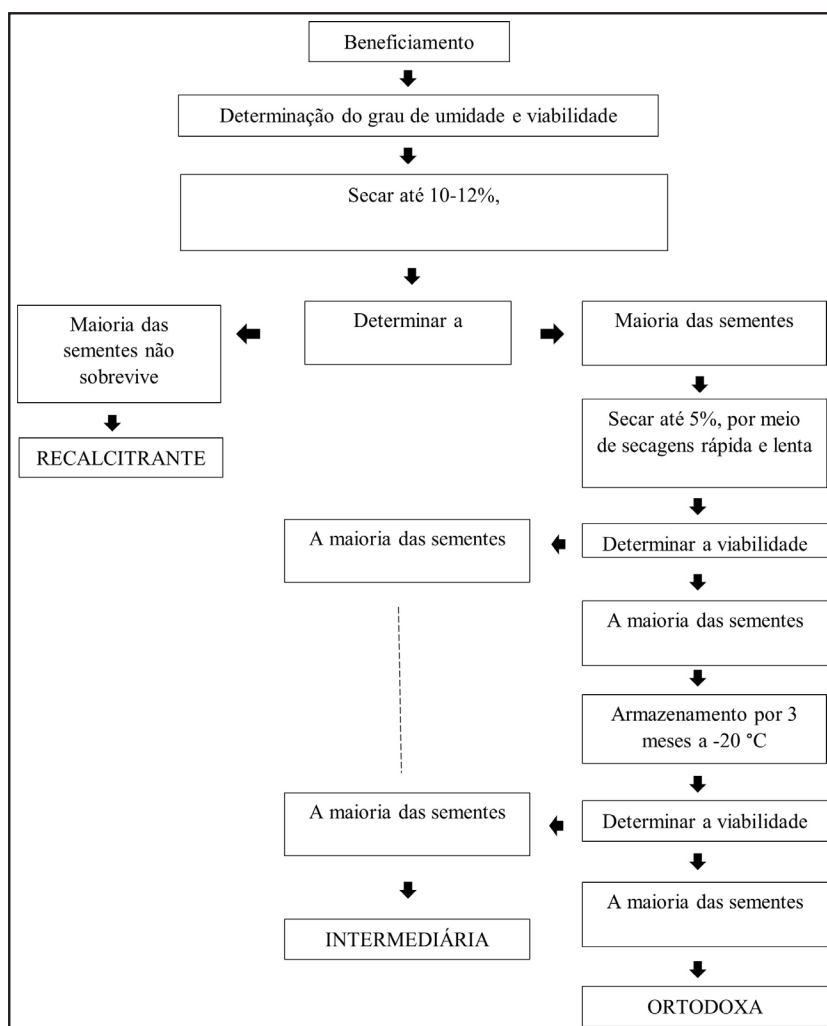 Beneficiamento
Determinação do grau de umidade e viabilidade
Secar até 10-12%,
Maioria das
sementes não
sobrevive
Determinar a
Maioria das sementes
RECALCITRANTE
Secar até 5%, por meio
de secagens rápida e lenta
A maioria das sementes
Determinar a viabilidade
A maioria das sementes
Armazenamento por 3
meses a -20 °C
A maioria das sementes
Determinar a viabilidade
A maioria das sementes
INTERMEDIÁRIA
ORTODOXA